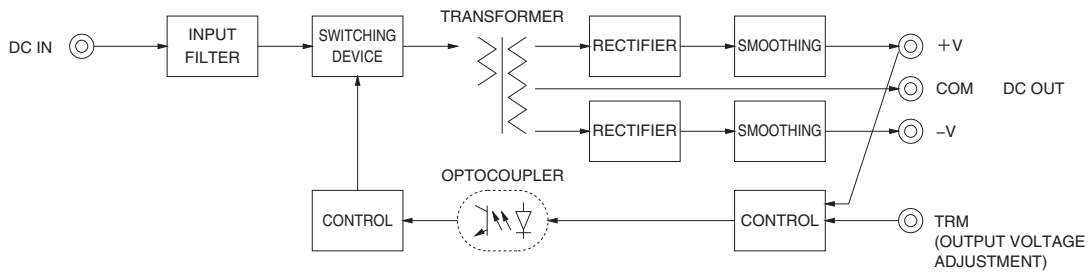 TRANSFORMER
DC IN
INPUT
FILTER
SWITCHING
DEVICE
RECTIFIER
SMOOTHING
+V
COM
DC OUT
RECTIFIER
SMOOTHING
−V
OPTOCOUPLER
CONTROL
CONTROL
TRM
(OUTPUT VOLTAGE
ADJUSTMENT)